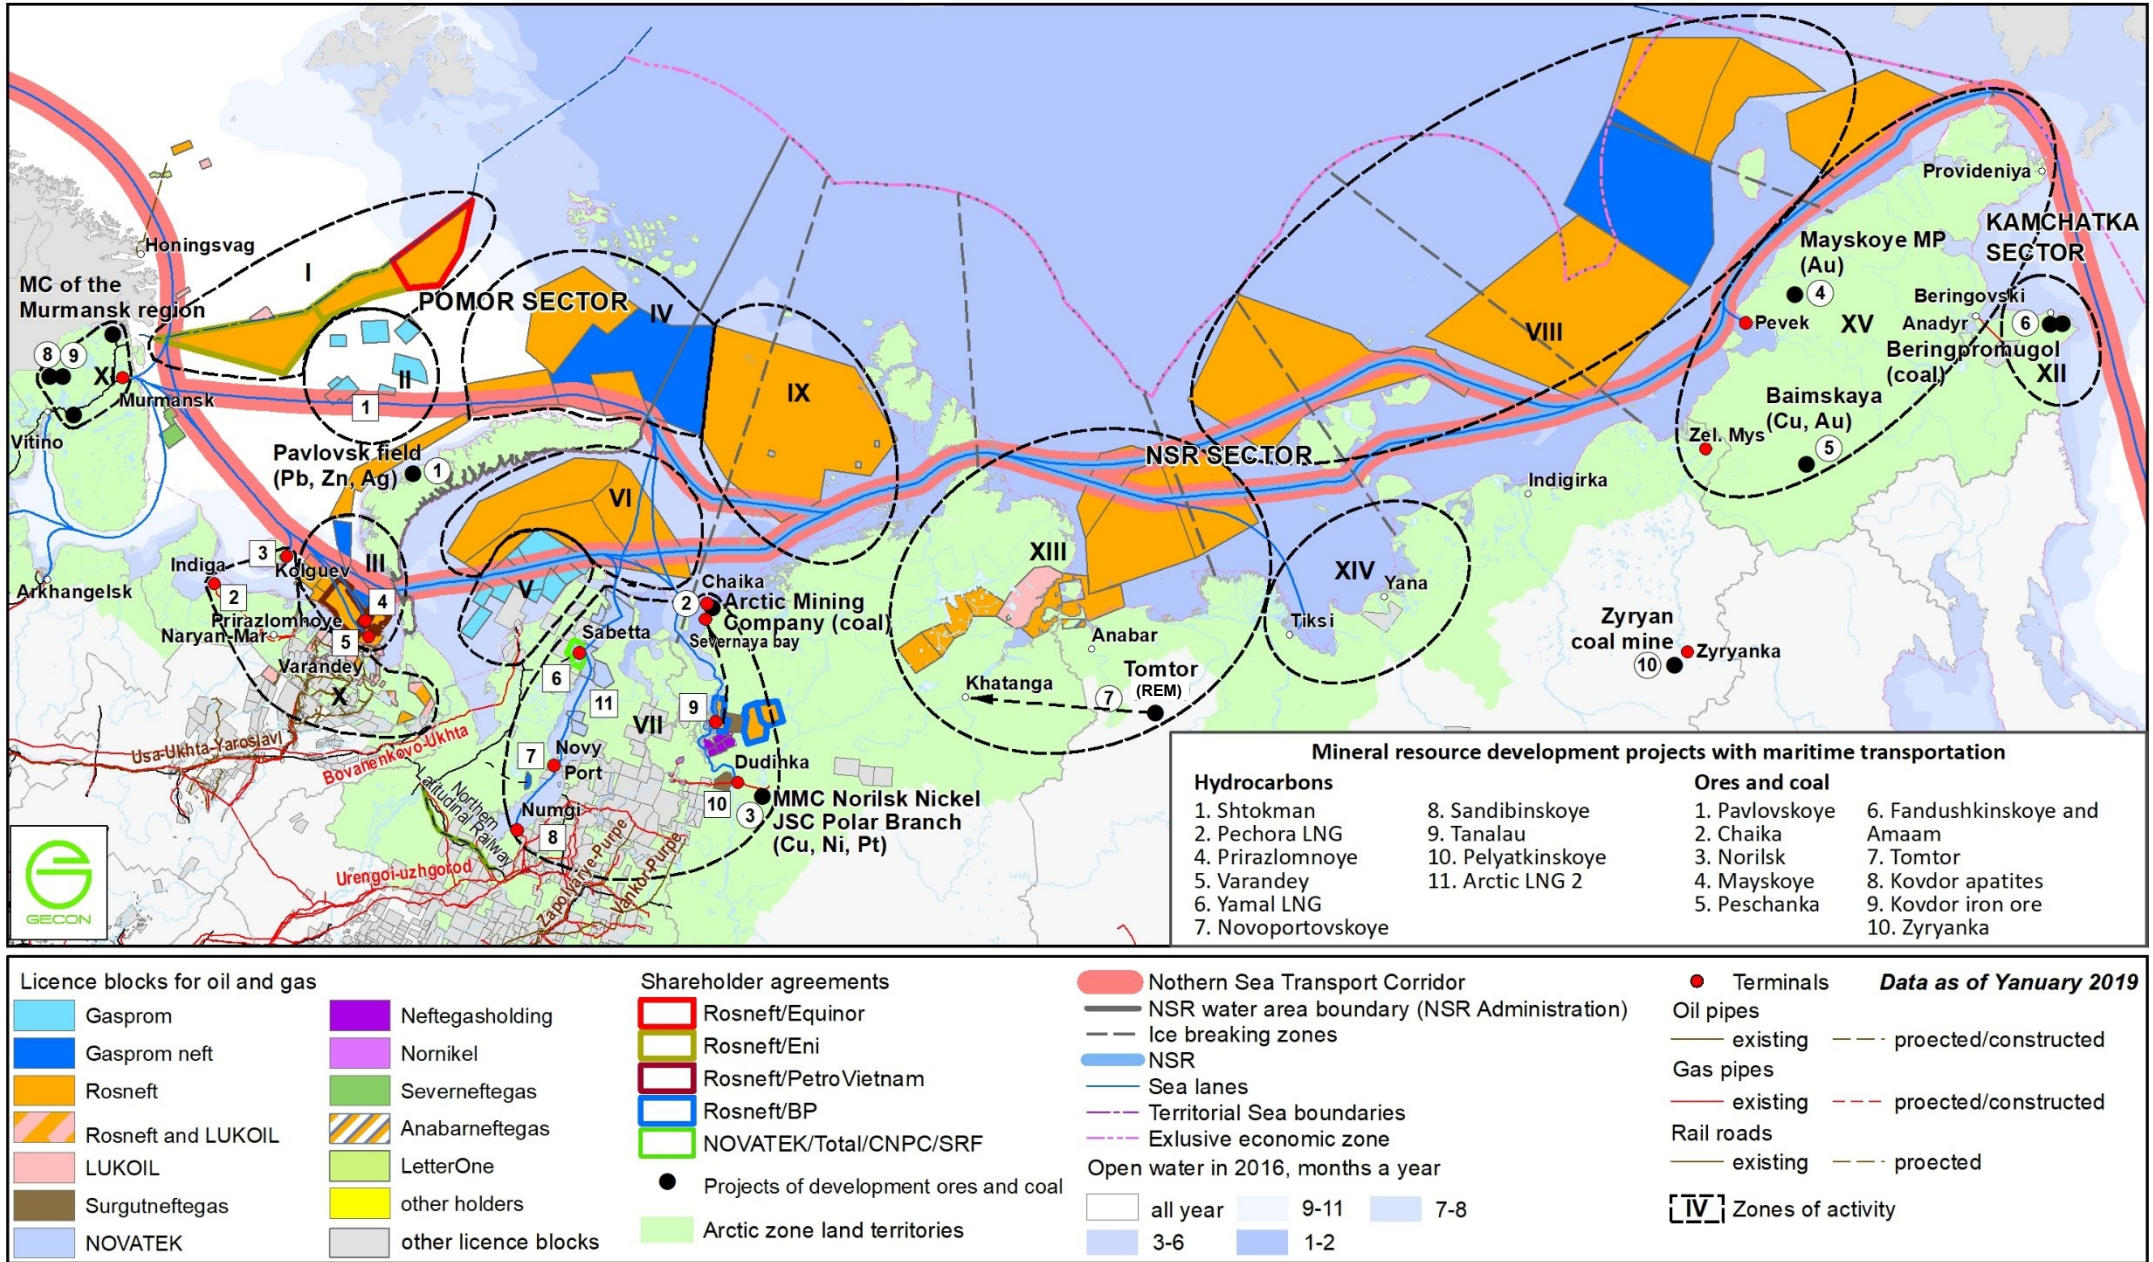 Honingsvag
MC of the
Murmansk region
8
9
XI
Murmansk
Vitino
Arkhangelsk
I
POMOR SECTOR
II
1
Pavlovsk field
(Pb, Zn, Ag)
1
IV
IX
VI
III
V
3
Kolguev
Indiga
2
4
Prirazlomnoye
Naryan-Mar
5
Varandey
X
Usa-Ukhta-Yaroslavl
Bovanenkovo-Ukhta
Northern
Latitudinal Railway
Urengoi-uzhgorod
Zapolyarye-Purpe
Vankor-Purpe
Chaika
2
Arctic Mining
Company (coal)
Severnaya bay
Sabetta
6
11
VII
9
7
Novy
Port
Numgi
8
Dudinka
10
3
MMC Norilsk Nickel
JSC Polar Branch
(Cu, Ni, Pt)
NSR SECTOR
VIII
XIII
XIV
Anabar
Khatanga
7
Tomtor
(REM)
Tiksi
Yana
Indigirka
Zyryan
coal mine
10
Zyryanka
Pevek
Zel. Mys
Mayskoye MP
(Au)
4
XV
Baimskaya
(Cu, Au)
5
Provideniya
KAMCHATKA
SECTOR
Beringovski
Anadyr
6
Beringpromugol
(coal)
XII
GECON
Mineral resource development projects with maritime transportation
Hydrocarbons
1. Shtokman
2. Pechora LNG
4. Prirazlomnoye
5. Varandey
6. Yamal LNG
7. Novoportovskoye
8. Sandibinskoye
9. Tanalau
10. Pelyatkinskoye
11. Arctic LNG 2
Ores and coal
1. Pavlovskoye
2. Chaika
3. Norilsk
4. Mayskoye
5. Peschanka
6. Fandushkinskoye and
Amaam
7. Tomtor
8. Kovdor apatites
9. Kovdor iron ore
10. Zyryanka
Licence blocks for oil and gas
Gasprom
Gasprom neft
Rosneft
Rosneft and LUKOIL
LUKOIL
Surgutneftegas
NOVATEK
Neftegasholding
Nornikel
Severneftegas
Anabarneftegas
LetterOne
other holders
other licence blocks
Shareholder agreements
Rosneft/Equinor
Rosneft/Eni
Rosneft/PetroVietnam
Rosneft/BP
NOVATEK/Total/CNPC/SRF
Projects of development ores and coal
Arctic zone land territories
Nothern Sea Transport Corridor
NSR water area boundary (NSR Administration)
Ice breaking zones
NSR
Sea lanes
Territorial Sea boundaries
Exlusive economic zone
Open water in 2016, months a year
all year
9-11
7-8
3-6
1-2
Terminals
Data as of Yanuary 2019
Oil pipes
existing
proected/constructed
Gas pipes
existing
proected/constructed
Rail roads
existing
proected
IV
Zones of activity